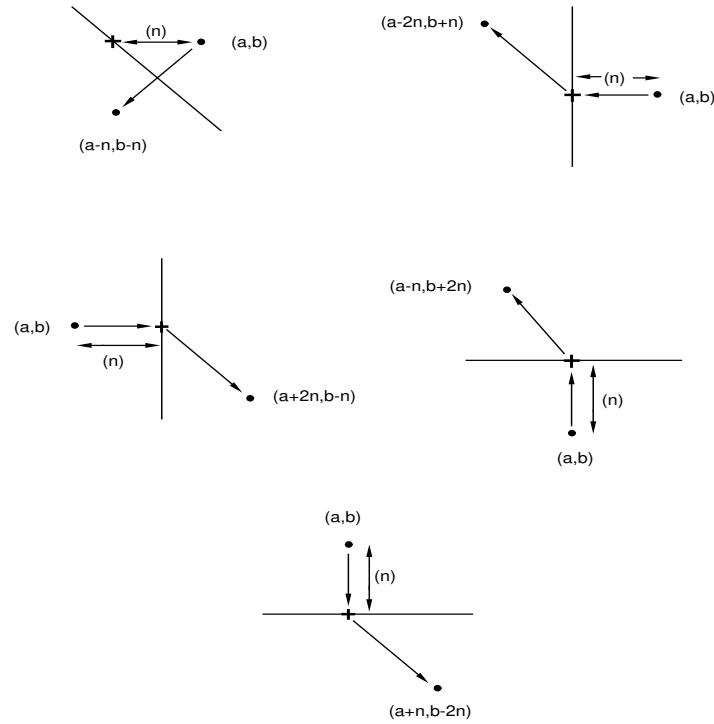 (n)
(a,b)
(a-n,b-n)
(a-2n,b+n)
(n)
(a,b)
(a,b)
(n)
(a+2n,b-n)
(a-n,b+2n)
(n)
(a,b)
(a,b)
(n)
(a+n,b-2n)